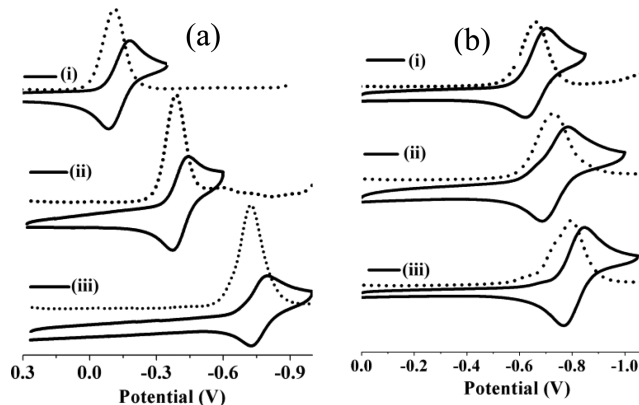 (a)
(i)
(ii)
(iii)
0.3 0.0 -0.3 -0.6 -0.9
Potential (V)
(b)
(i)
(ii)
(iii)
0.0 -0.2 -0.4 -0.6 -0.8 -1.0
Potential (V)